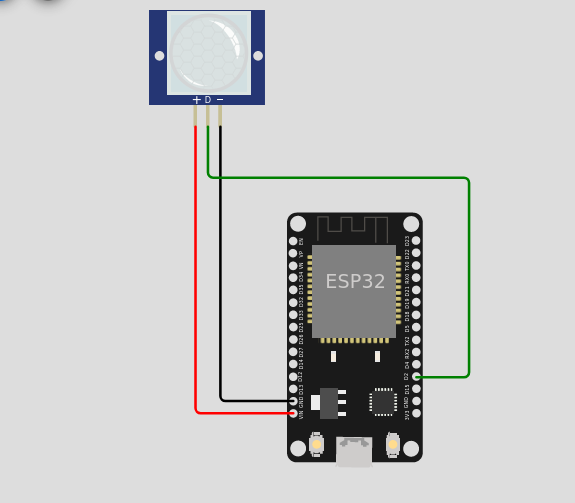 + D −
ESP32
EN
VP
VN
D34
D35
D32
D33
D25
D26
D27
D14
D12
D13
GND
VIN
D23
D22
TX0
RX0
D21
D19
D18
D5
TX2
RX2
D4
D2
D15
GND
3V3